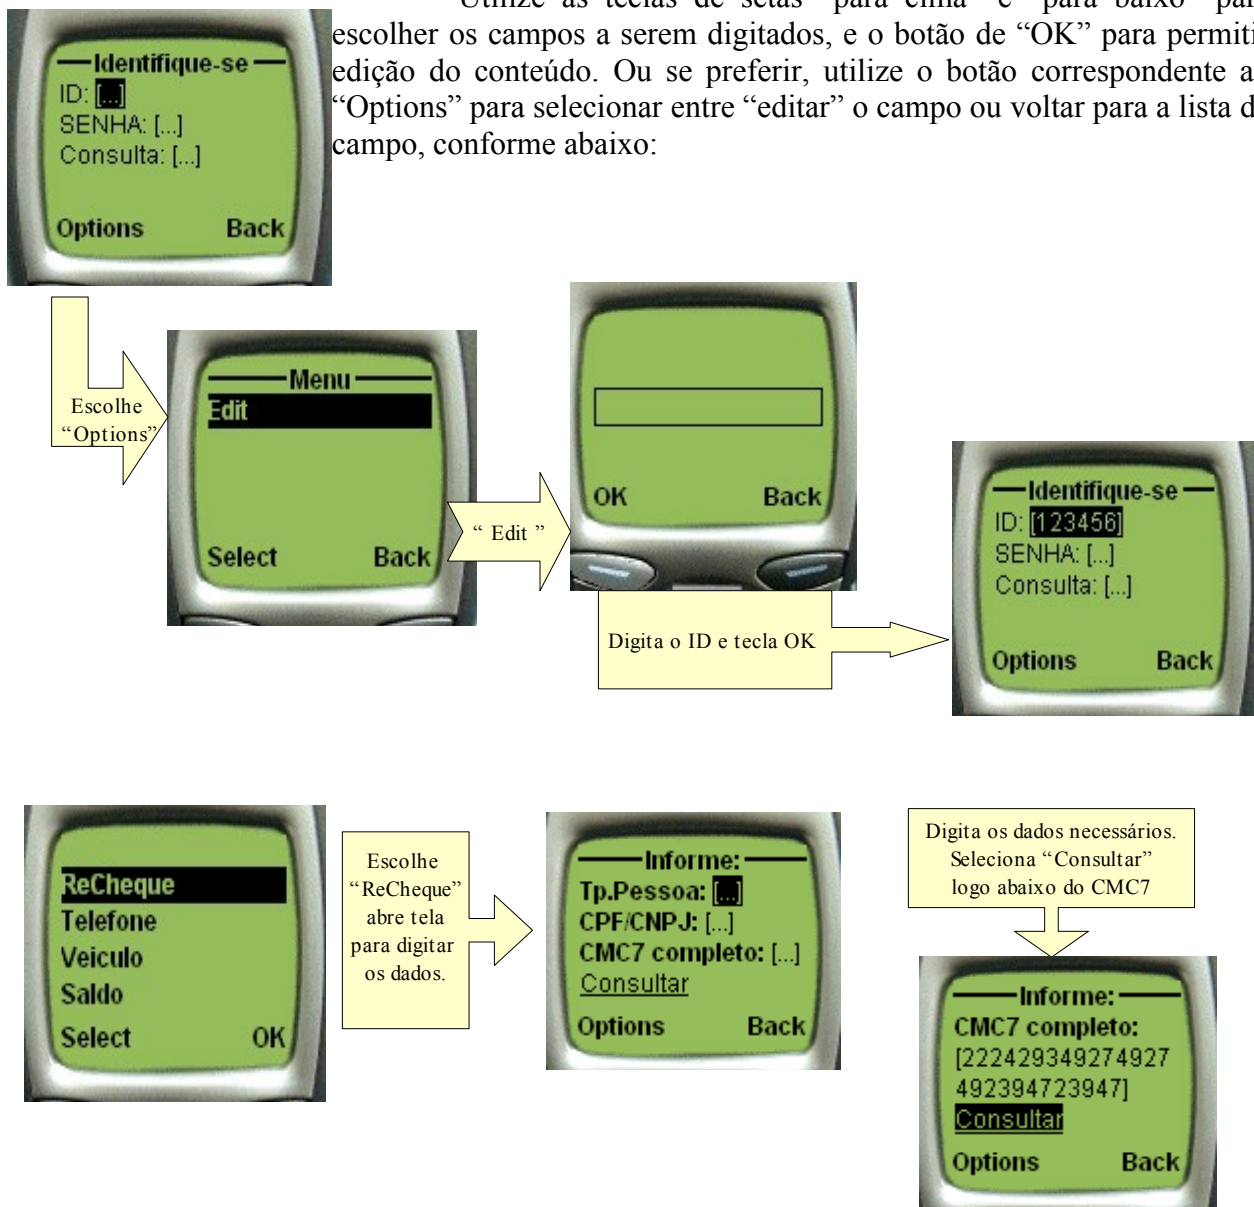 Utilize as teclas de setas “para cima” e “para baixo”
escolher os campos a serem digitados, e o botão de “OK” para
edição do conteúdo. Ou se preferir, utilize o botão correspondente
“Options” para selecionar entre “editar” o campo ou voltar para a lista
campo, conforme abaixo:
Identifique-se
ID: [...]
SENHA: [...]
Consulta: [...]
Options Back
Escolhe
“Options”
Menu
Edit
Select Back
“ Edit ”
OK Back
Digita o ID e tecla OK
Identifique-se
ID: [123456]
SENHA: [...]
Consulta: [...]
Options Back
ReCheque
Telefone
Veiculo
Saldo
Select OK
Escolhe
“ReCheque”
abre tela
para digitar
os dados.
Informe:
Tp.Pessoa: [...]
CPF/CNPJ: [...]
CMC7 completo: [...]
Consultar
Options Back
Digita os dados necessários.
Seleciona “Consultar”
logo abaixo do CMC7
Informe:
CMC7 completo:
[222429349274927
492394723947]
Consultar
Options Back